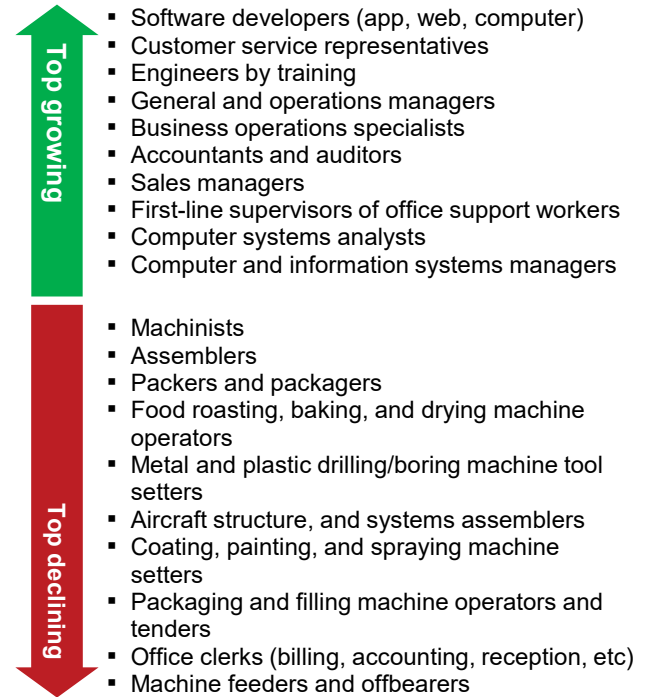 Top growing
▪ Software developers (app, web, computer)
▪ Customer service representatives
▪ Engineers by training
▪ General and operations managers
▪ Business operations specialists
▪ Accountants and auditors
▪ Sales managers
▪ First-line supervisors of office support workers
▪ Computer systems analysts
▪ Computer and information systems managers
Top declining
▪ Machinists
▪ Assemblers
▪ Packers and packagers
▪ Food roasting, baking, and drying machine
operators
▪ Metal and plastic drilling/boring machine tool
setters
▪ Aircraft structure, and systems assemblers
▪ Coating, painting, and spraying machine
setters
▪ Packaging and filling machine operators and
tenders
▪ Office clerks (billing, accounting, reception, etc)
▪ Machine feeders and offbearers